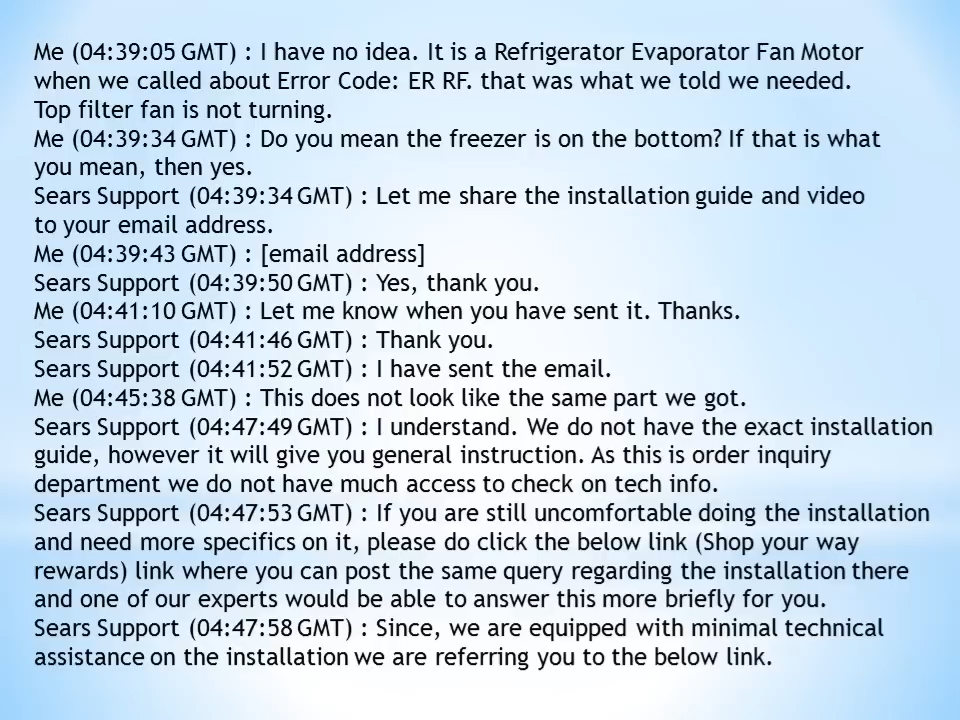 Me (04:39:05 GMT) : I have no idea. It is a Refrigerator Evaporator Fan Motor
when we called about Error Code: ER RF. that was what we told we needed.
Top filter fan is not turning.
Me (04:39:34 GMT) : Do you mean the freezer is on the bottom? If that is what
you mean, then yes.
Sears Support (04:39:34 GMT) : Let me share the installation guide and video
to your email address.
Me (04:39:43 GMT) : [email address]
Sears Support (04:39:50 GMT) : Yes, thank you.
Me (04:41:10 GMT) : Let me know when you have sent it. Thanks.
Sears Support (04:41:46 GMT) : Thank you.
Sears Support (04:41:52 GMT) : I have sent the email.
Me (04:45:38 GMT) : This does not look like the same part we got.
Sears Support (04:47:49 GMT) : I understand. We do not have the exact installation
guide, however it will give you general instruction. As this is order inquiry
department we do not have much access to check on tech info.
Sears Support (04:47:53 GMT) : If you are still uncomfortable doing the installation
and need more specifics on it, please do click the below link (Shop your way
rewards) link where you can post the same query regarding the installation there
and one of our experts would be able to answer this more briefly for you.
Sears Support (04:47:58 GMT) : Since, we are equipped with minimal technical
assistance on the installation we are referring you to the below link.